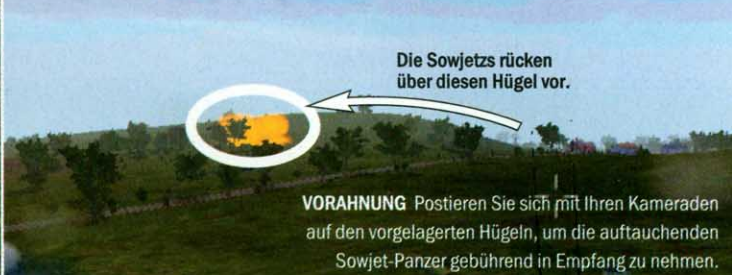 Die Sowjetzs rücken
über diesen Hügel vor.
VORAHNUNG Postieren Sie sich mit Ihren Kameraden
auf den vorgelagerten Hügeln, um die auftauchenden
Sowjet-Panzer gebührend in Empfang zu nehmen.